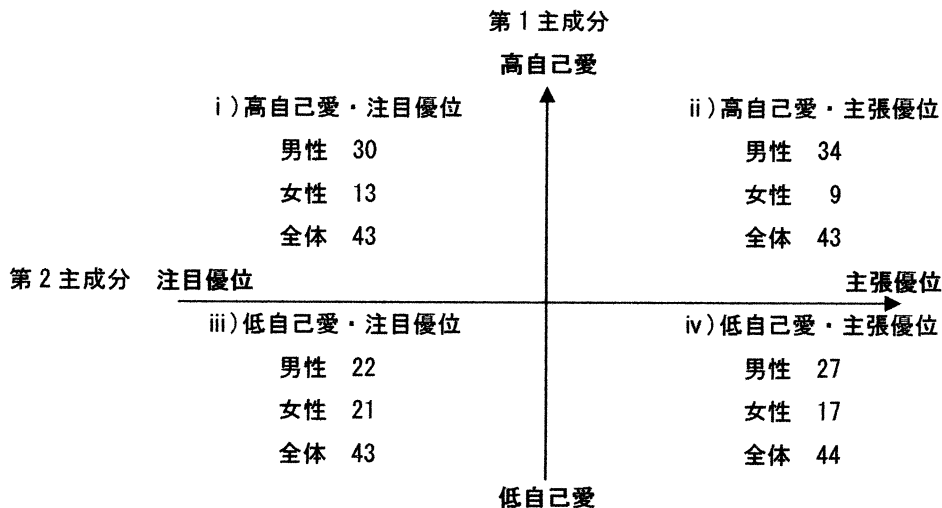 第1主成分
高自己愛
i)高自己愛・注目優位
男性 30
女性 13
全体 43
ii)高自己愛・主張優位
男性 34
女性 9
全体 43
第2主成分 注目優位
主張優位
iii)低自己愛・注目優位
男性 22
女性 21
全体 43
iv)低自己愛・主張優位
男性 27
女性 17
全体 44
低自己愛